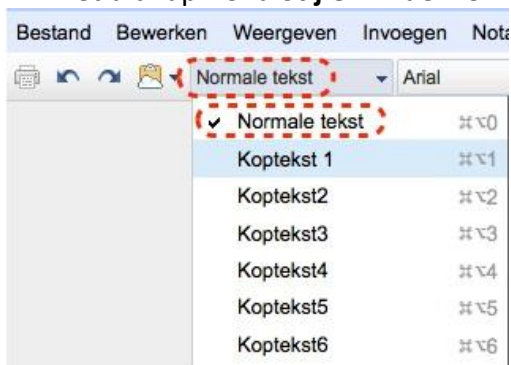 Bestand Bewerken Weergeven Invoegen Nota
Normale tekst Arial
✓ Normale tekst ⌘⌥0
Koptekst 1 ⌘⌥1
Koptekst2 ⌘⌥2
Koptekst3 ⌘⌥3
Koptekst4 ⌘⌥4
Koptekst5 ⌘⌥5
Koptekst6 ⌘⌥6